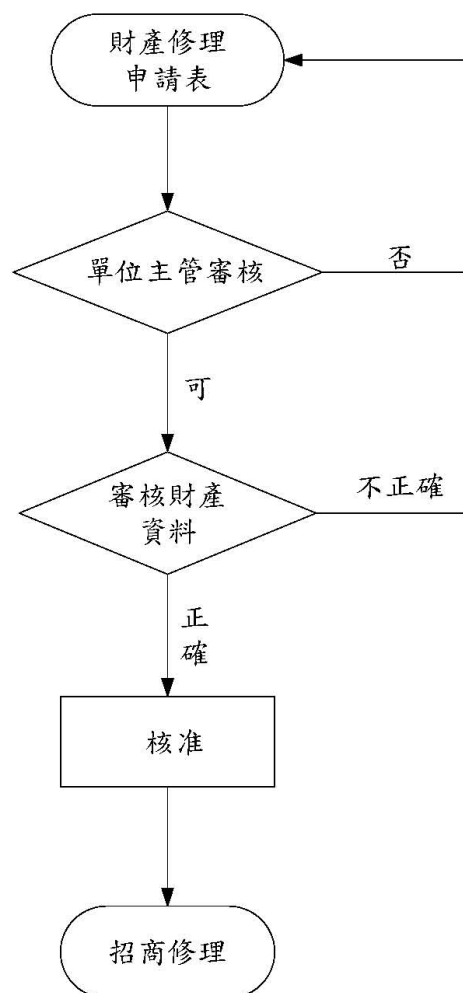 財產修理
申請表
單位主管審核
否
可
審核財產
資料
不正確
正
確
核准
招商修理